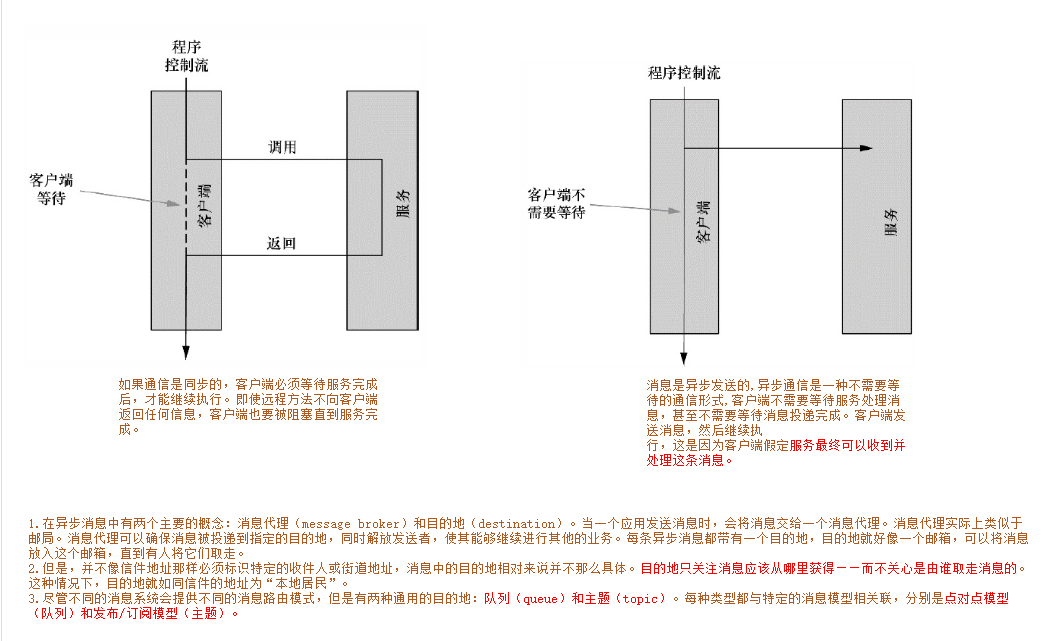 程序
控制流
调用
客户端
等待
客户端
服务
返回
如果通信是同步的，客户端必须等待服务完成
后，才能继续执行。即使远程方法不向客户端
返回任何信息，客户端也要被阻塞直到服务完
成。
程序控制流
客户端不
需要等待
客户端
服务
消息是异步发送的,异步通信是一种不需要等
待的通信形式,客户端不需要等待服务处理消
息，甚至不需要等待消息投递完成。客户端发
送消息，然后继续执
行，这是因为客户端假定服务最终可以收到并
处理这条消息。
1.在异步消息中有两个主要的概念：消息代理（message broker）和目的地（destination）。当一个应用发送消息时，会将消息交给一个消息代理。消息代理实际上类似于
邮局。消息代理可以确保消息被投递到指定的目的地，同时解放发送者，使其能够继续进行其他的业务。每条异步消息都带有一个目的地，目的地就好像一个邮箱，可以将消息
放入这个邮箱，直到有人将它们取走。
2.但是，并不像信件地址那样必须标识特定的收件人或街道地址，消息中的目的地相对来说并不那么具体。目的地只关注消息应该从哪里获得——而不关心是由谁取走消息的。
这种情况下，目的地就如同信件的地址为“本地居民”。
3.尽管不同的消息系统会提供不同的消息路由模式，但是有两种通用的目的地：队列（queue）和主题（topic）。每种类型都与特定的消息模型相关联，分别是点对点模型
（队列）和发布/订阅模型（主题）。